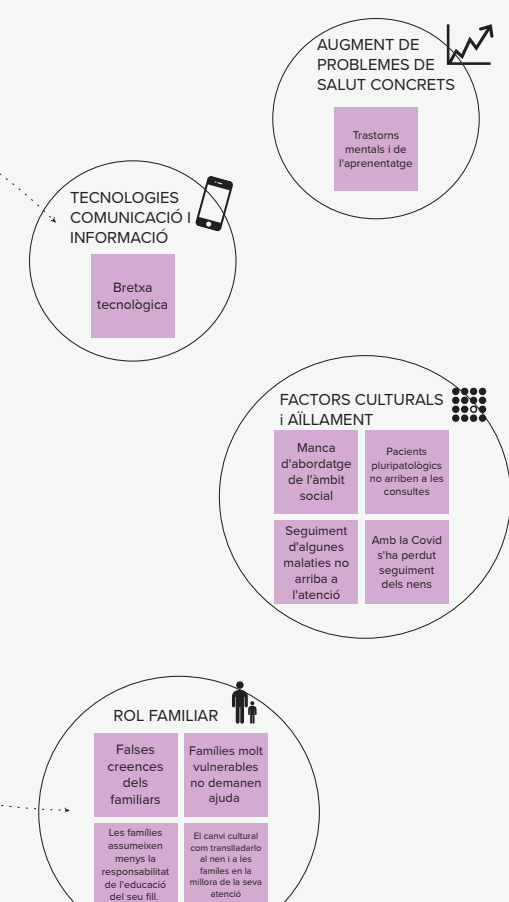 AUGMENT DE
PROBLEMES DE
SALUT CONCRETS
Trastorns
mentals i de
l'aprenentatge
TECNOLOGIES
COMUNICACIÓ I
INFORMACIÓ
Bretxa
tecnològica
FACTORS CULTURALS
i AÏLLAMENT
Manca
d'abordatge
de l'àmbit
social
Pacients
pluripatològics
no arriben a les
consultes
Seguiment
d'algunes
malaties no
arriba a
l'atenció
Amb la Covid
s'ha perdut
seguiment
dels nens
ROL FAMILIAR
Falses
creences
dels
familiars
Famílies molt
vulnerables
no demanen
ajuda
Les famílies
assumeixen
menys la
responsabilitat
de l'educació
del seu fill.
El canvi cultural
com translladarlo
al nen i a les
famíles en la
millora de la seva
atenció